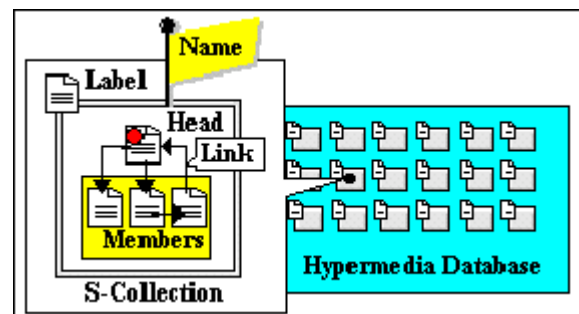 Name
Label
Head
Link
Members
S-Collection
Hypermedia Database